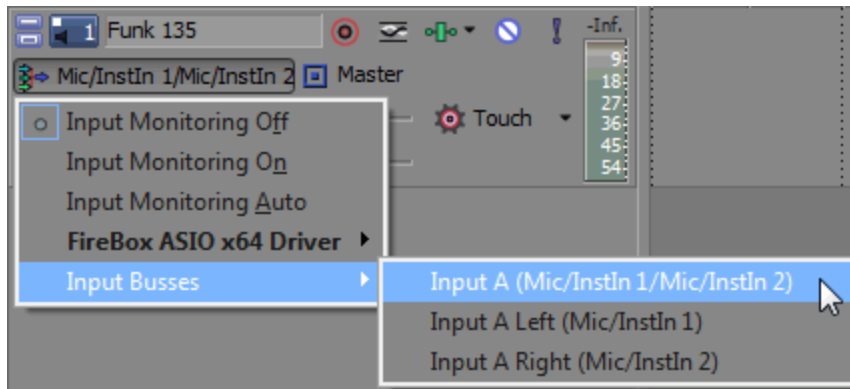 1 Funk 135 -Inf.
9
Mic/InstIn 1/Mic/InstIn 2 Master 18
27
Input Monitoring Off Touch 36
45
Input Monitoring On 54
Input Monitoring Auto
FireBox ASIO x64 Driver
Input Busses Input A (Mic/InstIn 1/Mic/InstIn 2)
Input A Left (Mic/InstIn 1)
Input A Right (Mic/InstIn 2)